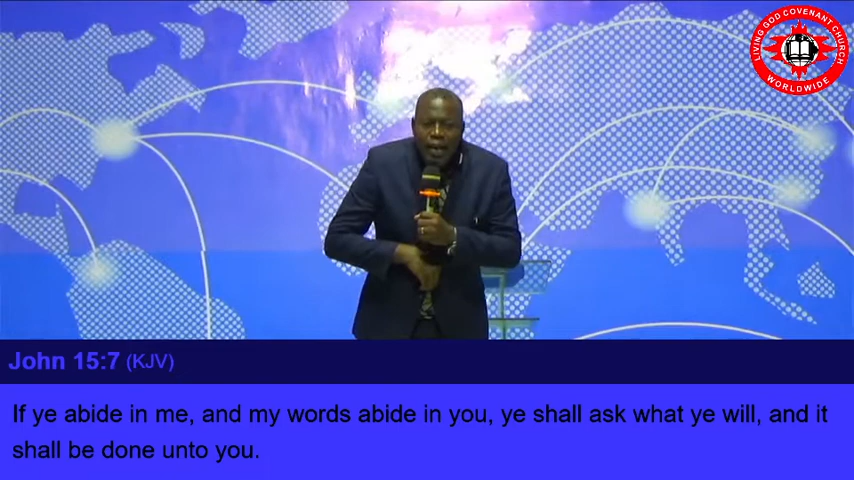 LIVING GOD COVENANT CHURCH
WORLDWIDE
John 15:7 (KJV)
If ye abide in me, and my words abide in you, ye shall ask what ye will, and it
shall be done unto you.